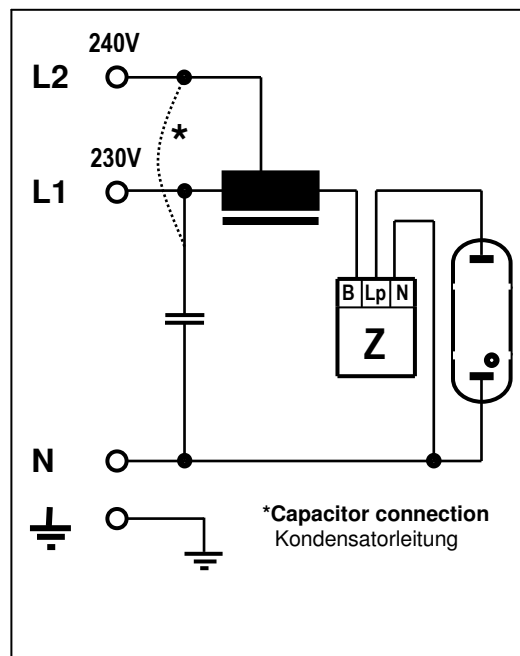 240V
L2
*
230V
L1
B Lp N
Z
N
*Capacitor connection
Kondensatorleitung